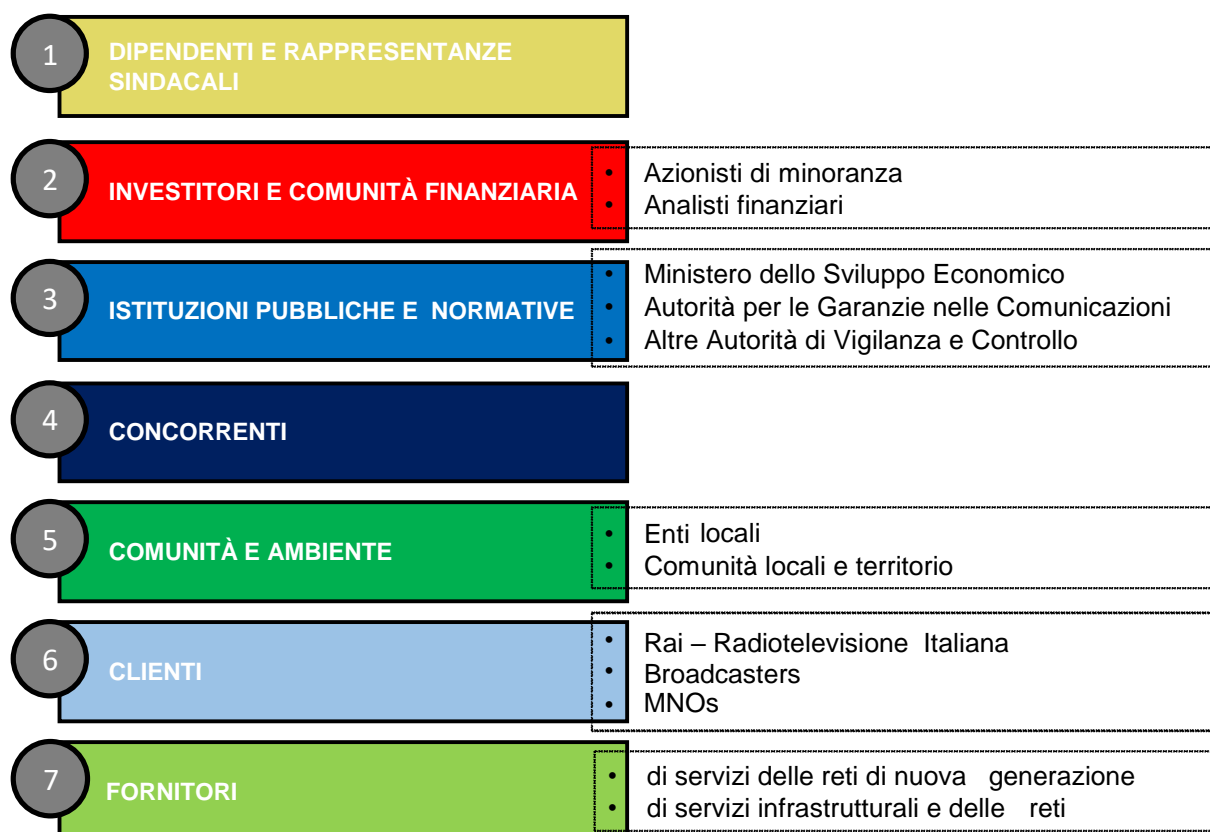 1
DIPENDENTI E RAPPRESENTANZE
SINDACALI
2
INVESTITORI E COMUNITÀ FINANZIARIA
• Azionisti di minoranza
• Analisti finanziari
3
ISTITUZIONI PUBBLICHE E NORMATIVE
• Ministero dello Sviluppo Economico
• Autorità per le Garanzie nelle Comunicazioni
• Altre Autorità di Vigilanza e Controllo
4
CONCORRENTI
5
COMUNITÀ E AMBIENTE
• Enti locali
• Comunità locali e territorio
6
CLIENTI
• Rai – Radiotelevisione Italiana
• Broadcasters
• MNOs
7
FORNITORI
• di servizi delle reti di nuova generazione
• di servizi infrastrutturali e delle reti